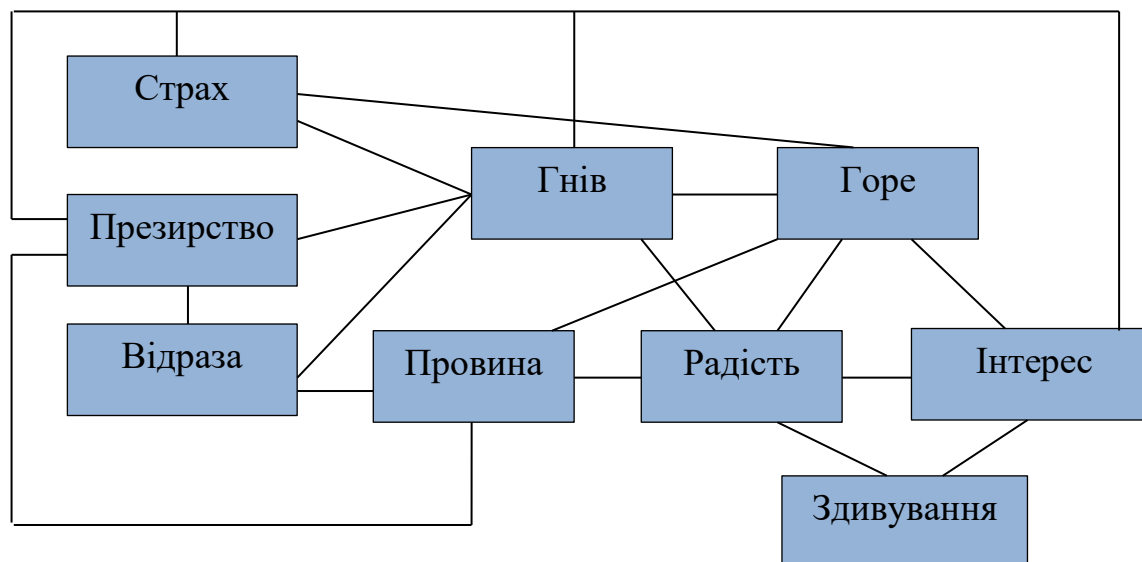 Страх
Гнів
Горе
Презирство
Відраза
Провина
Радість
Інтерес
Здивування